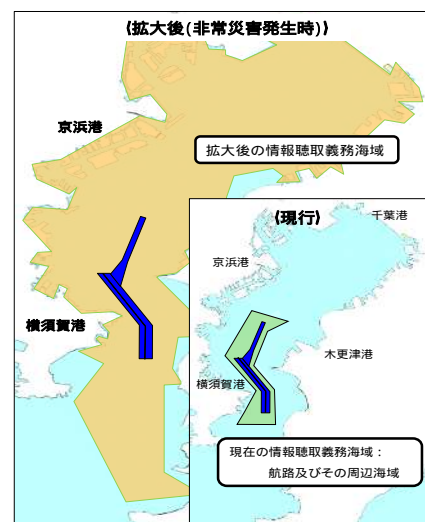 (拡大後(非常災害発生時))
京浜港
拡大後の情報聴取義務海域
(現行)
千葉港
京浜港
横須賀港
木更津港
横須賀港
現在の情報聴取義務海域：
航路及びその周辺海域